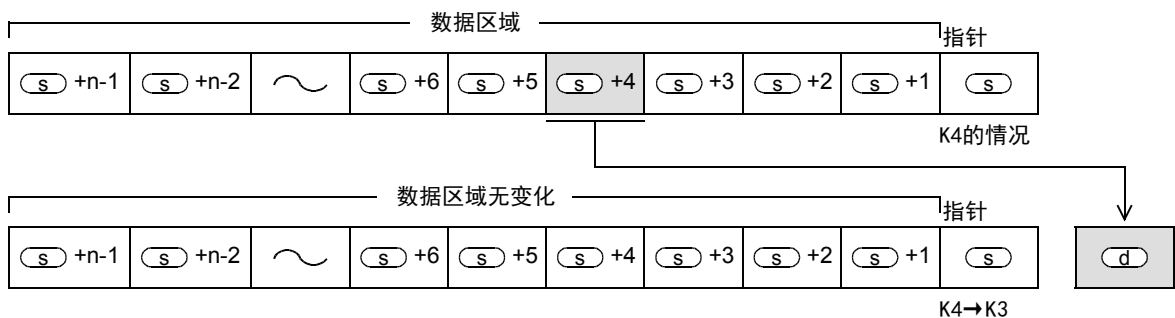 数据区域
指针
s +n-1 s +n-2 s +6 s +5 s +4 s +3 s +2 s +1 s
K4的情况
数据区域无变化
指针
s +n-1 s +n-2 s +6 s +5 s +4 s +3 s +2 s +1 s d
K4→K3